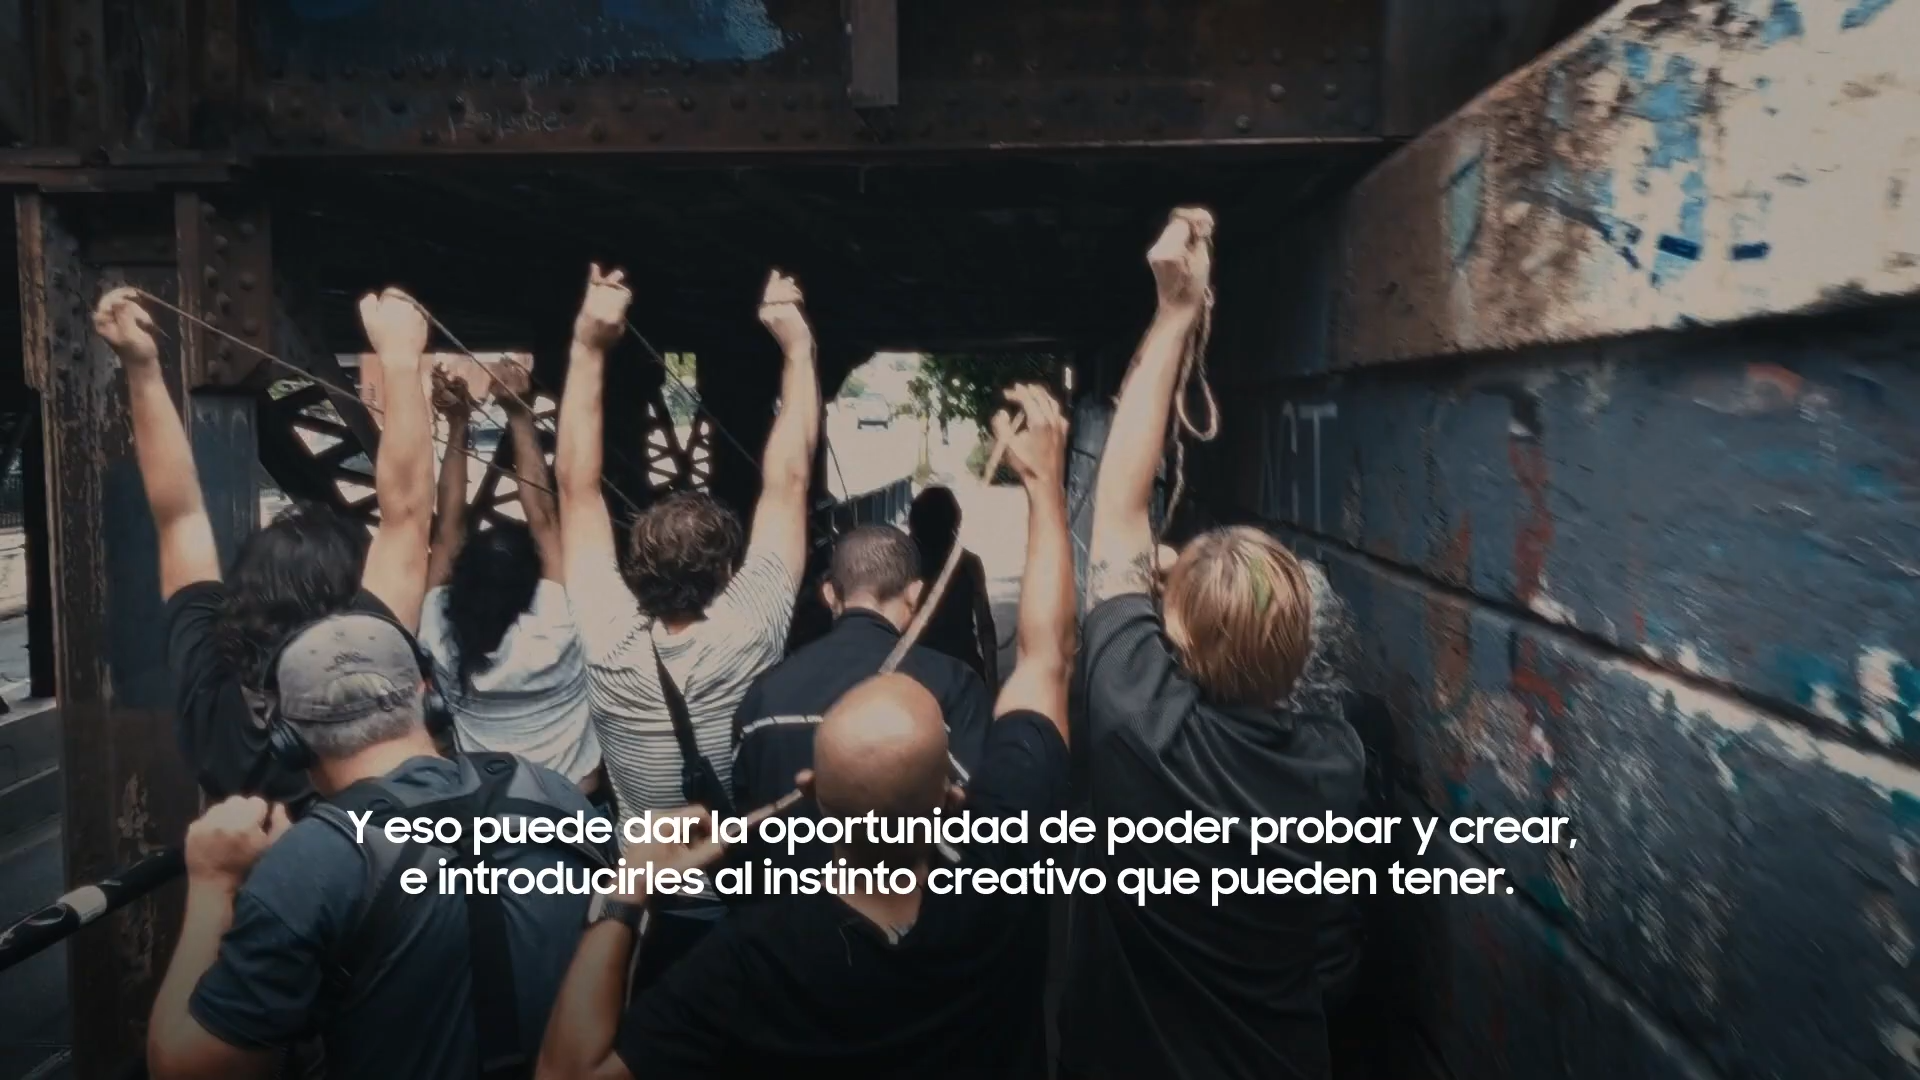 Y eso puede dar la oportunidad de poder probar y crear,
e introducirles al instinto creativo que pueden tener.